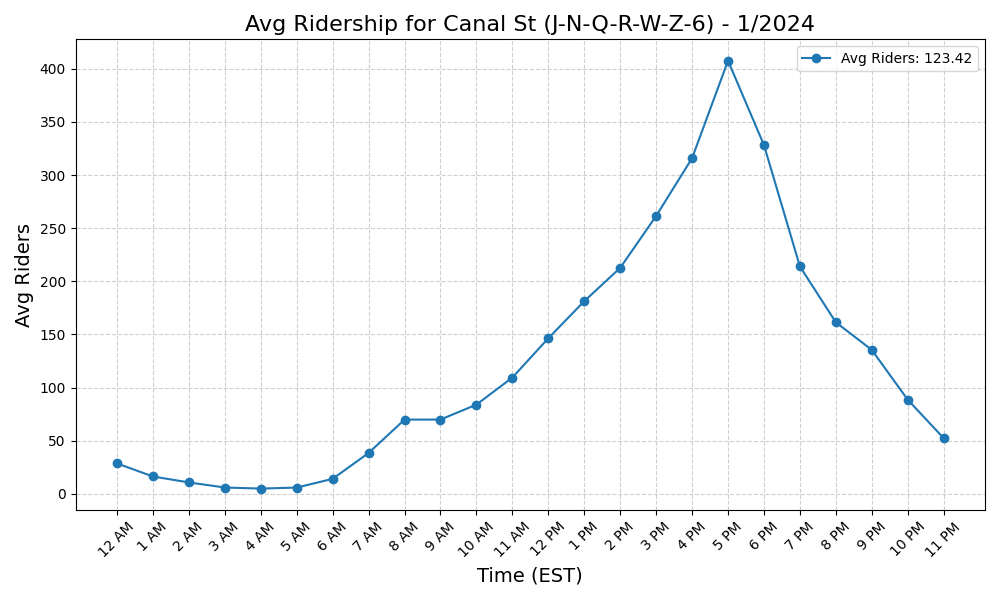 Avg Ridership for Canal St (J-N-Q-R-W-Z-6) - 1/2024
Avg Riders: 123.42
Avg Riders
400
350
300
250
200
150
100
50
0
12 AM
1 AM
2 AM
3 AM
4 AM
5 AM
6 AM
7 AM
8 AM
9 AM
10 AM
11 AM
12 PM
1 PM
2 PM
3 PM
4 PM
5 PM
6 PM
7 PM
8 PM
9 PM
10 PM
11 PM
Time (EST)